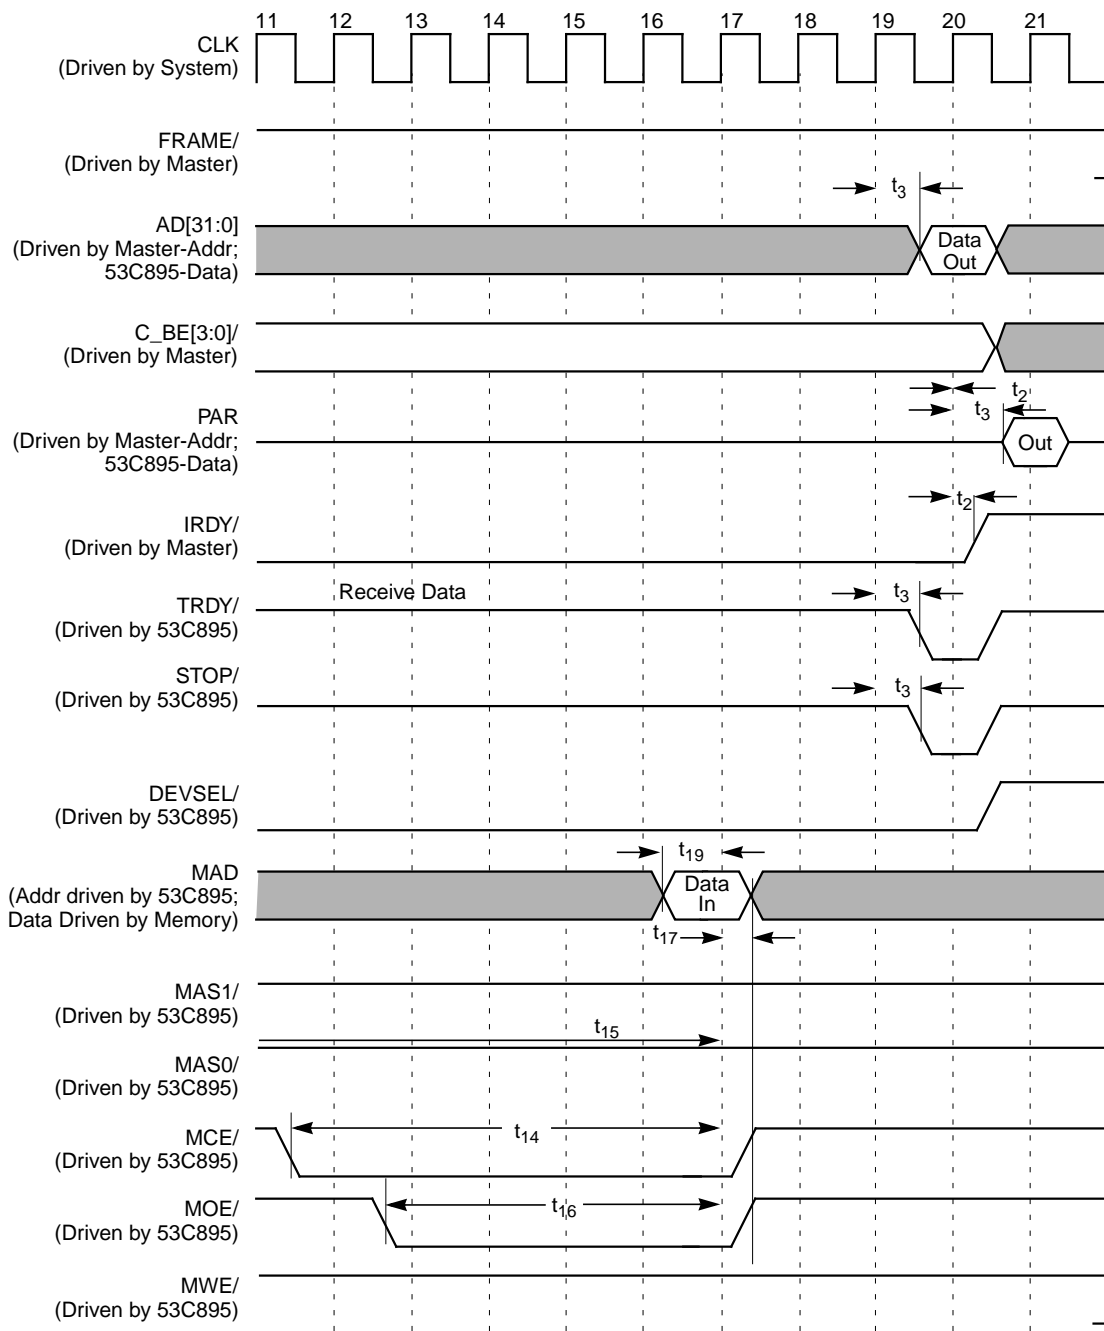 11 12 13 14 15 16 17 18 19 20 21
CLK
(Driven by System)
FRAME/
(Driven by Master)
t3
AD[31:0]
(Driven by Master-Addr;
53C895-Data)
Data
Out
C_BE[3:0]/
(Driven by Master)
t2
t3
PAR
(Driven by Master-Addr;
53C895-Data)
Out
t2
IRDY/
(Driven by Master)
Receive Data
t3
TRDY/
(Driven by 53C895)
STOP/
(Driven by 53C895)
t3
DEVSEL/
(Driven by 53C895)
t19
MAD
(Addr driven by 53C895;
Data Driven by Memory)
Data
In
t17
MAS1/
(Driven by 53C895)
t15
MAS0/
(Driven by 53C895)
t14
MCE/
(Driven by 53C895)
t16
MOE/
(Driven by 53C895)
MWE/
(Driven by 53C895)